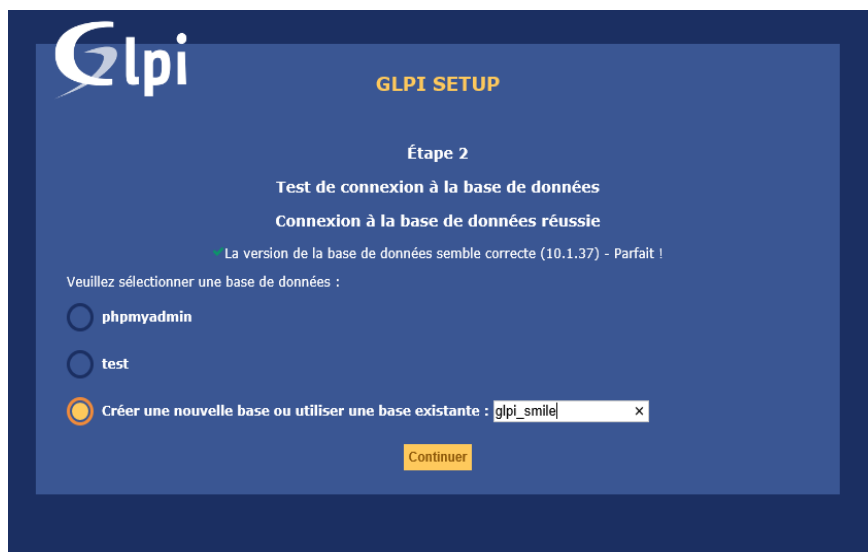 Glpi
GLPI SETUP
Étape 2
Test de connexion à la base de données
Connexion à la base de données réussie
La version de la base de données semble correcte (10.1.37) - Parfait !
Veuillez sélectionner une base de données :
phpmyadmin
test
Créer une nouvelle base ou utiliser une base existante : glpi_smile
Continuer